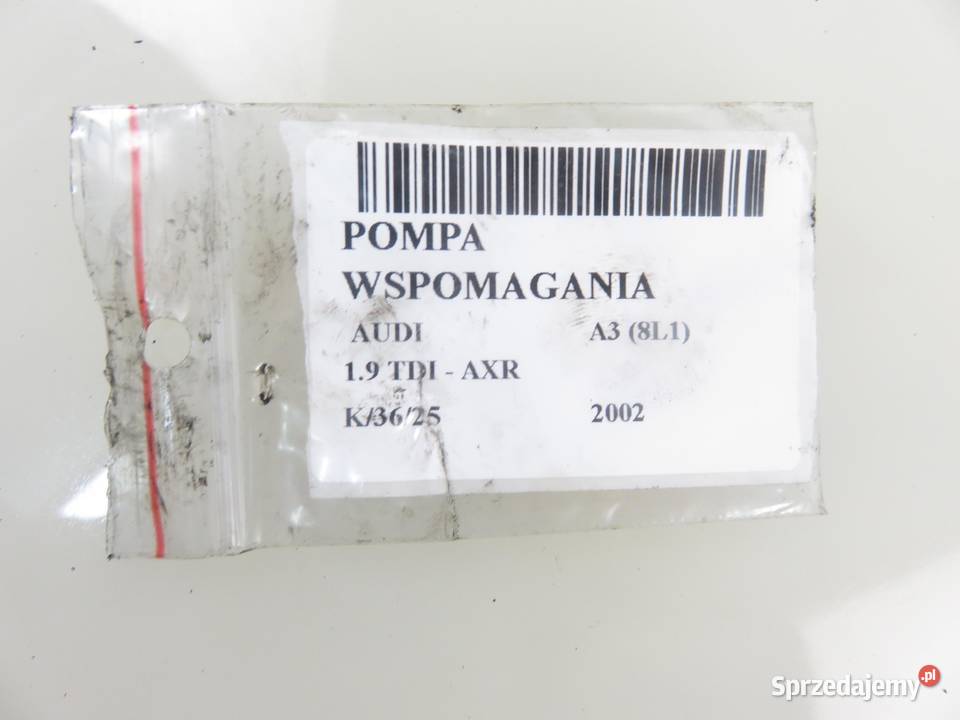 POMPA
WSPOMAGANIA
AUDI A3 (8L1)
1.9 TDI - AXR
K/36/25 2002
Sprzedajemy.pl